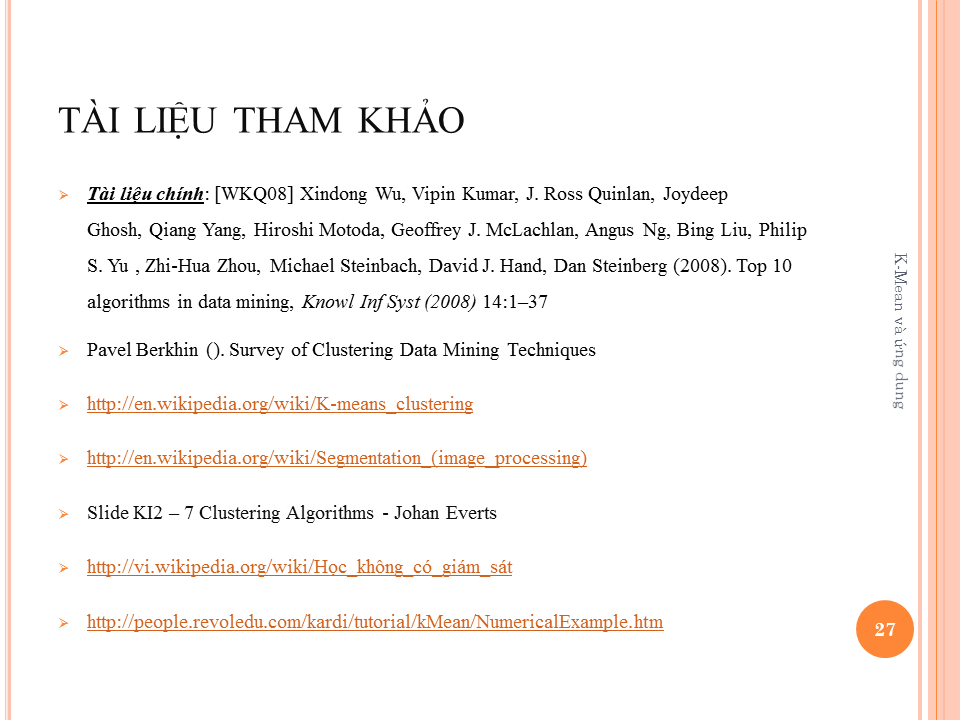 TÀI LIỆU THAM KHẢO
Tài liệu chính: [WKQ08] Xindong Wu, Vipin Kumar, J. Ross Quinlan, Joydeep
Ghosh, Qiang Yang, Hiroshi Motoda, Geoffrey J. McLachlan, Angus Ng, Bing Liu, Philip
S. Yu , Zhi-Hua Zhou, Michael Steinbach, David J. Hand, Dan Steinberg (2008). Top 10
algorithms in data mining, Knowl Inf Syst (2008) 14:1–37
Pavel Berkhin (). Survey of Clustering Data Mining Techniques
http://en.wikipedia.org/wiki/K-means_clustering
http://en.wikipedia.org/wiki/Segmentation_(image_processing)
Slide KI2 – 7 Clustering Algorithms - Johan Everts
http://vi.wikipedia.org/wiki/Học_không_có_giám_sát
http://people.revoledu.com/kardi/tutorial/kMean/NumericalExample.htm
K-Mean và ứng dung
27